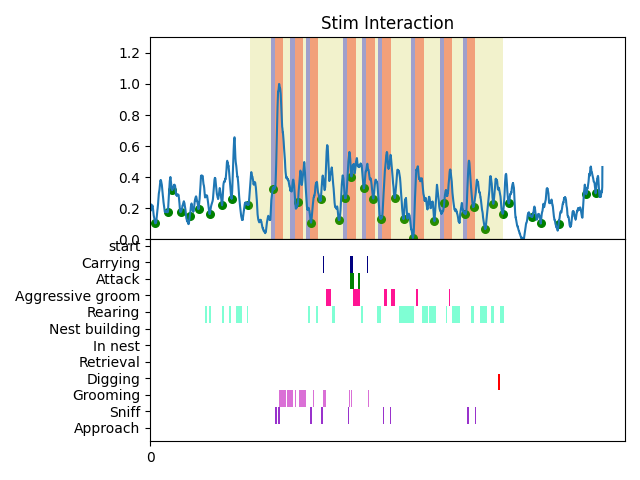 Stim Interaction
1.2
1.0
0.8
0.6
0.4
0.2
0.0
start
Carrying
Attack
Aggressive groom
Rearing
Nest building
In nest
Retrieval
Digging
Grooming
Sniff
Approach
0